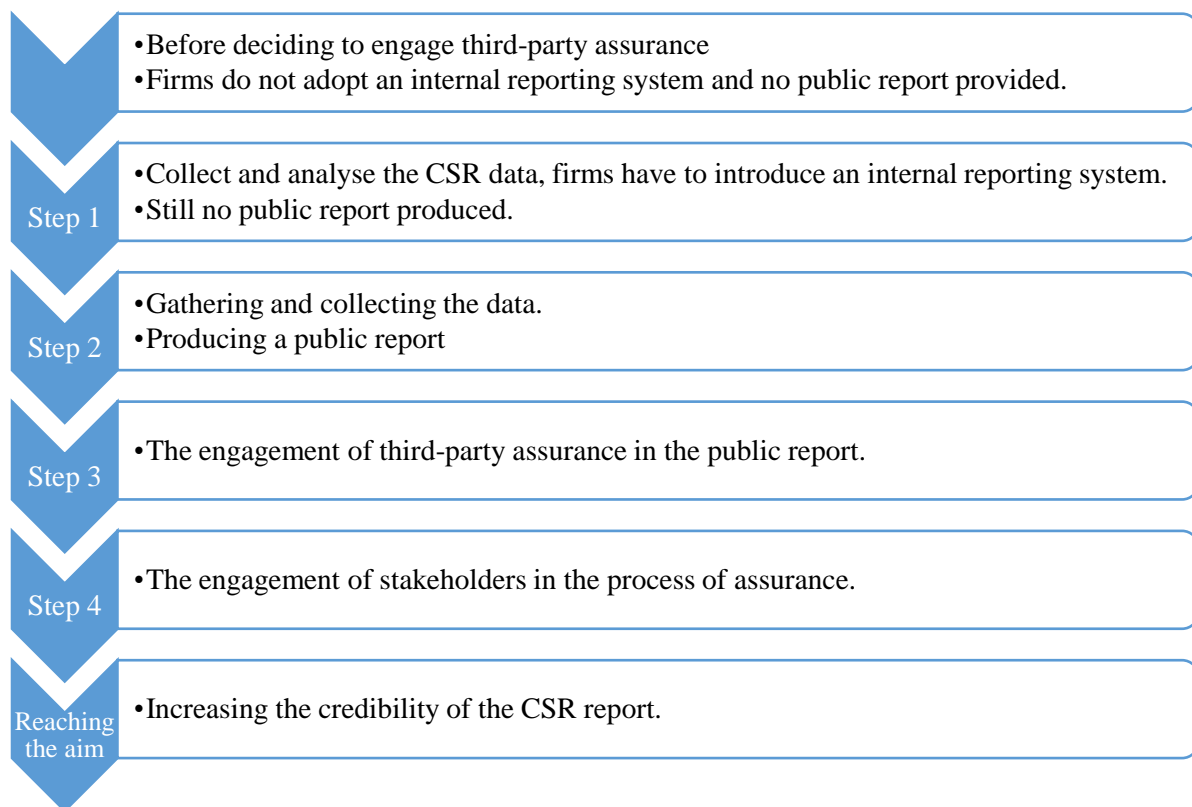 •Before deciding to engage third-party assurance
•Firms do not adopt an internal reporting system and no public report provided.
Step 1
•Collect and analyse the CSR data, firms have to introduce an internal reporting system.
•Still no public report produced.
Step 2
•Gathering and collecting the data.
•Producing a public report
Step 3
•The engagement of third-party assurance in the public report.
Step 4
•The engagement of stakeholders in the process of assurance.
Reaching
the aim
•Increasing the credibility of the CSR report.